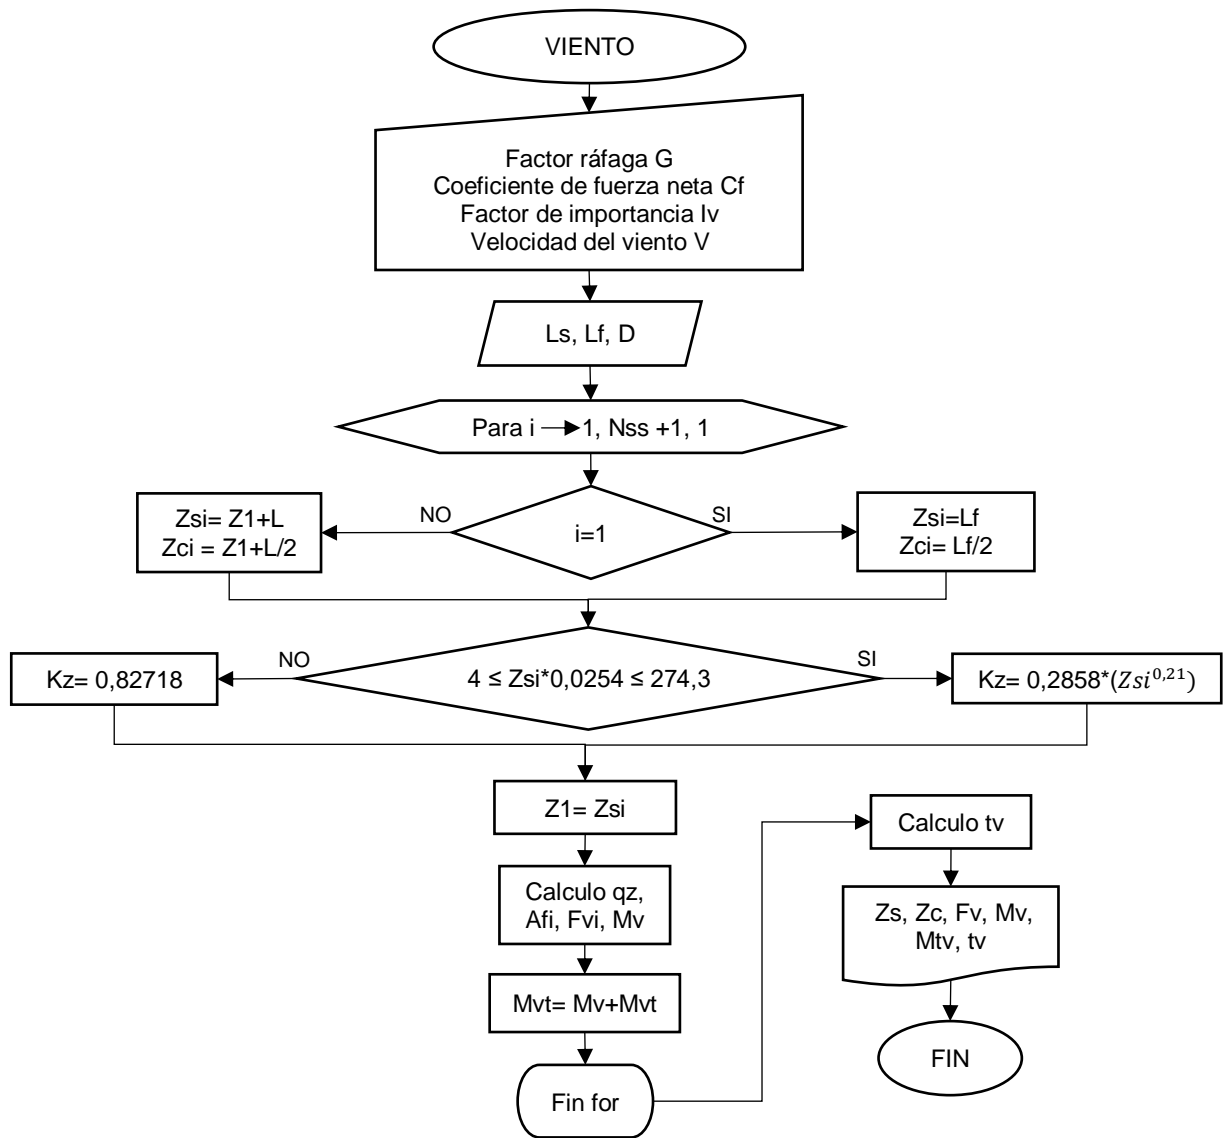 VIENTO
Factor ráfaga G
Coeficiente de fuerza neta Cf
Factor de importancia Iv
Velocidad del viento V
Ls, Lf, D
Para i → 1, Nss +1, 1
Zsi= Z1+L
Zci = Z1+L/2
NO
i=1
SI
Zsi=Lf
Zci= Lf/2
Kz= 0,82718
NO
4 ≤ Zsi*0,0254 ≤ 274,3
SI
Kz= 0,2858*(Zsi^0,21)
Z1= Zsi
Calculo qz,
Afi, Fvi, Mv
Mvt= Mv+Mvt
Fin for
Calculo tv
Zs, Zc, Fv, Mv,
Mtv, tv
FIN